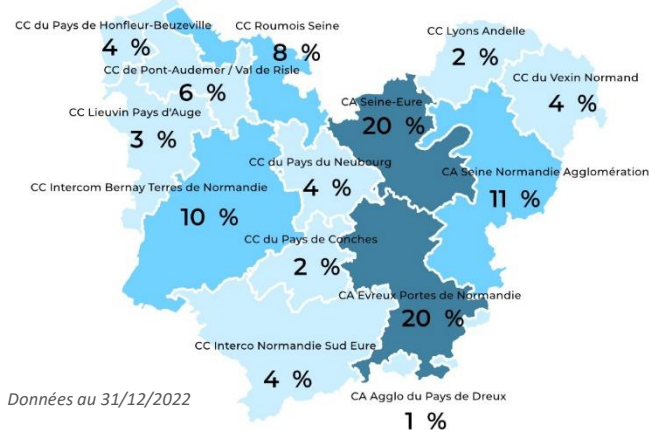 CC du Pays de Honfleur-Beuzeville
4 %
CC Roumois Seine
8 %
CC de Pont-Audemer / Val de Risle
6 %
CC Lieuvin Pays d'Auge
3 %
CC Lyons Andelle
2 %
CC du Vexin Normand
4 %
CA Seine-Eure
20 %
CA Seine Normandie Agglomération
11 %
CC du Pays du Neubourg
4 %
CC Intercom Bernay Terres de Normandie
10 %
CC du Pays de Conches
2 %
CA Evreux Portes de Normandie
20 %
CC Interco Normandie Sud Eure
4 %
CA Agglo du Pays de Dreux
1 %
Données au 31/12/2022